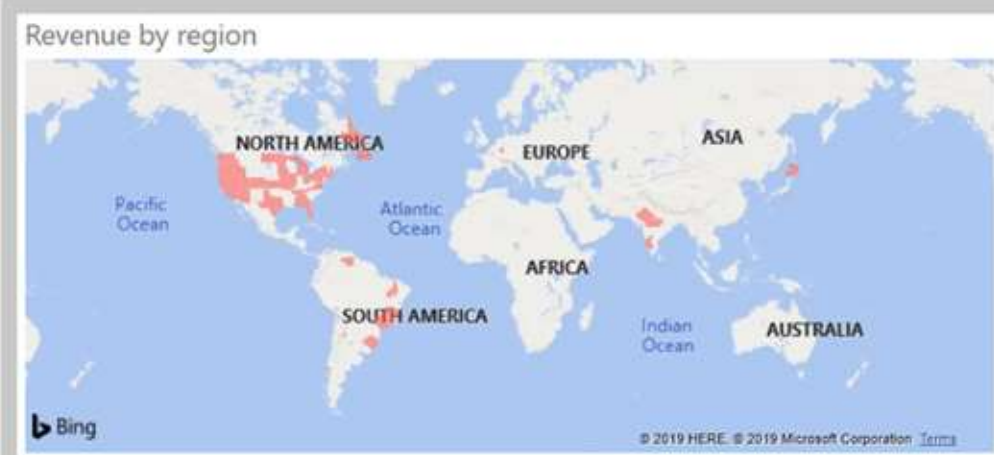 Revenue by region
NORTH AMERICA
EUROPE
ASIA
Pacific
Ocean
Atlantic
Ocean
AFRICA
SOUTH AMERICA
Indian
Ocean
AUSTRALIA
Bing
© 2019 HERE, © 2019 Microsoft Corporation Terms